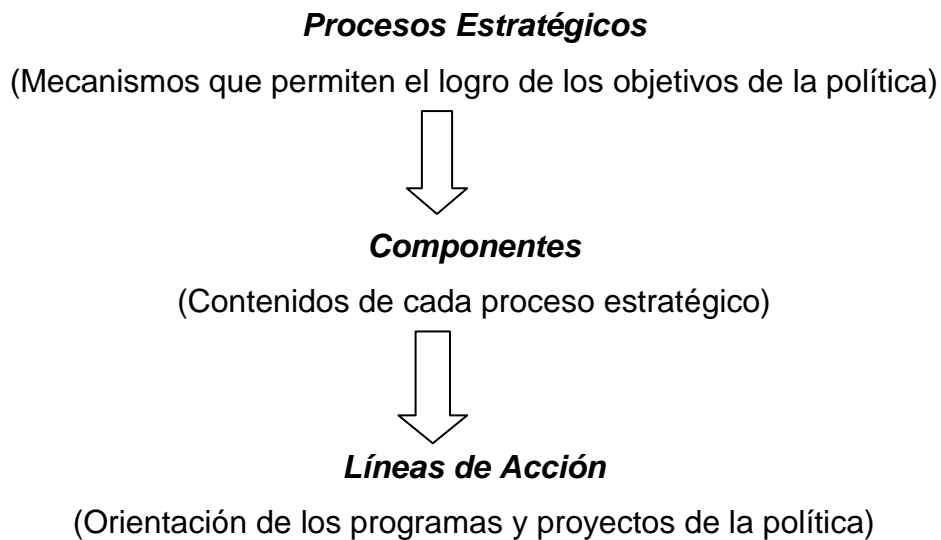 Procesos Estratégicos
(Mecanismos que permiten el logro de los objetivos de la política)
Componentes
(Contenidos de cada proceso estratégico)
Líneas de Acción
(Orientación de los programas y proyectos de la política)